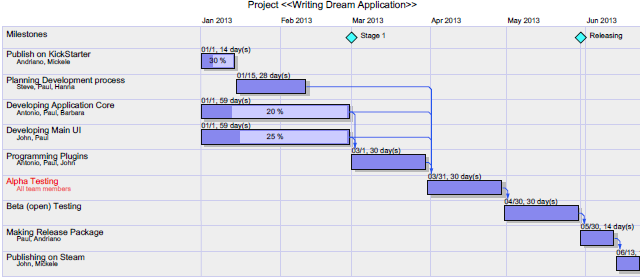 Project <<Writing Dream Application>>
Jan 2013 Feb 2013 Mar 2013 Apr 2013 May 2013 Jun 2013
Milestones Stage 1 Releasing
01/1, 14 day(s)
Publish on KickStarter
Andriano, Mickele
30 %
01/15, 28 day(s)
Planning Development process
Steve, Paul, Hanna
01/1, 59 day(s)
Developing Application Core
Antonio, Paul, Barbara
20 %
01/1, 59 day(s)
Developing Main UI
John, Paul
25 %
03/1, 30 day(s)
Programming Plugins
Antonio, Paul, John
03/31, 30 day(s)
Alpha Testing
All team members
04/30, 30 day(s)
Beta (open) Testing
05/30, 14 day(s)
Making Release Package
Paul, Andriano
06/13,
Publishing on Steam
John, Mickele